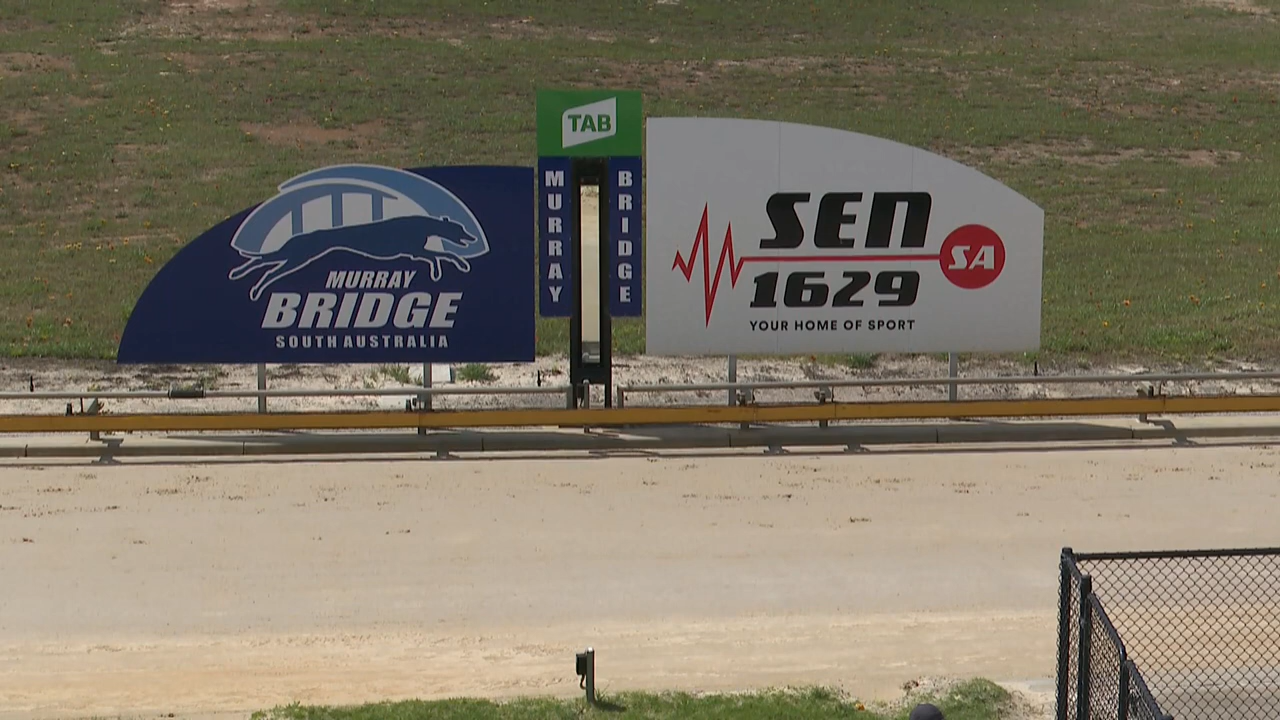 TAB
MURRAY
BRIDGE
MURRAY
BRIDGE
SOUTH AUSTRALIA
SEN
SA
1629
YOUR HOME OF SPORT